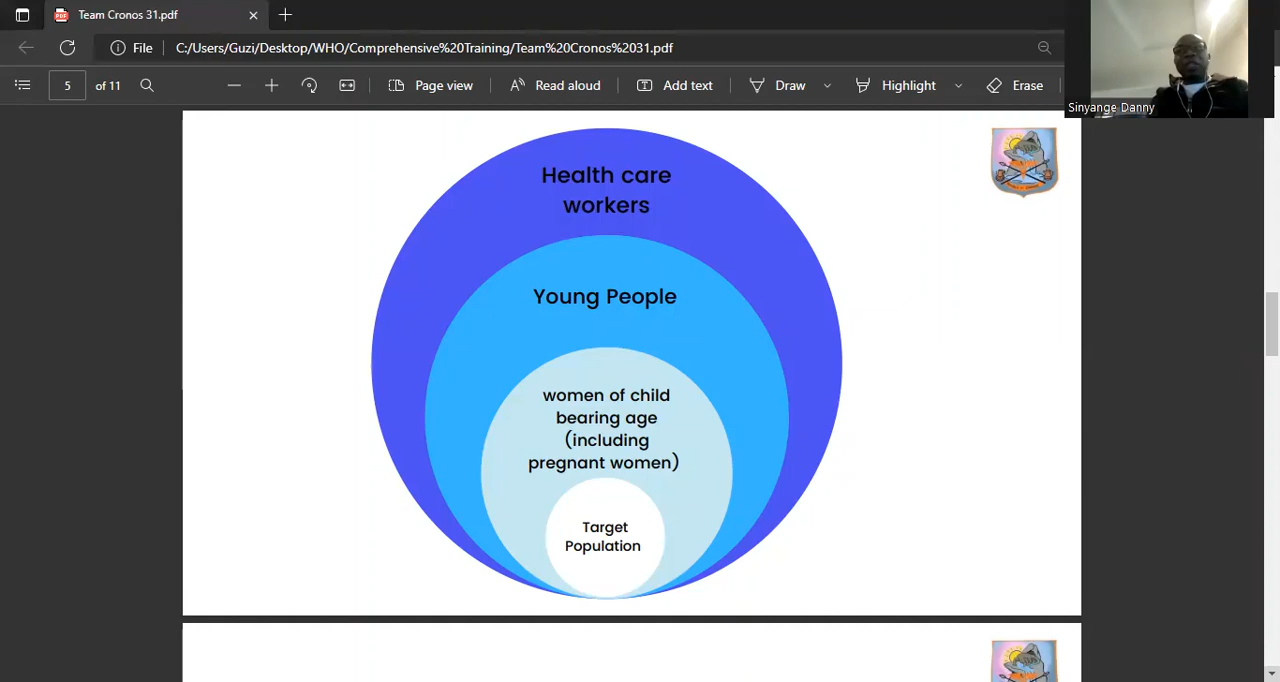 Team Cronos 31.pdf
File
C:/Users/Guzi/Desktop/WHO/Comprehensive%20Training/Team%20Cronos%2031.pdf
5 of 11
Page view
Read aloud
Add text
Draw
Highlight
Erase
Sinyange Danny
Health care
workers
Young People
women of child
bearing age
(including
pregnant women)
Target
Population